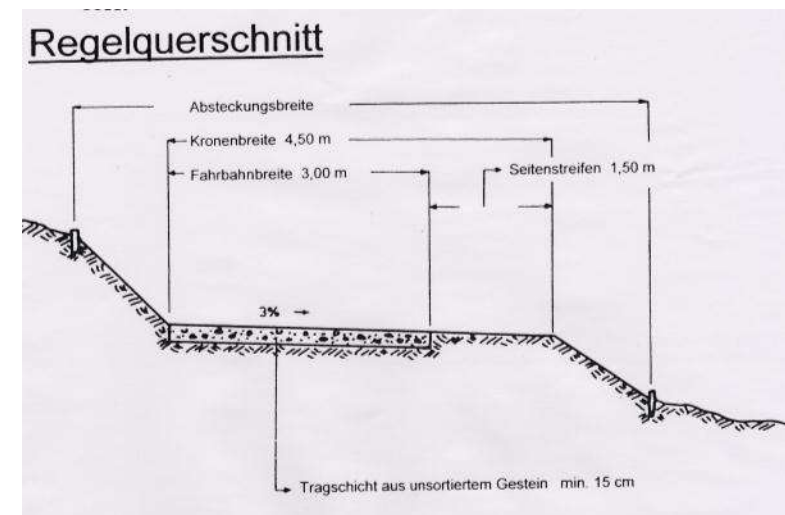 Regelquerschnitt
Absteckungsbreite
Kronenbreite 4,50 m
Fahrbahnbreite 3,00 m
Seitenstreifen 1,50 m
3%
Tragschicht aus unsortiertem Gestein min. 15 cm